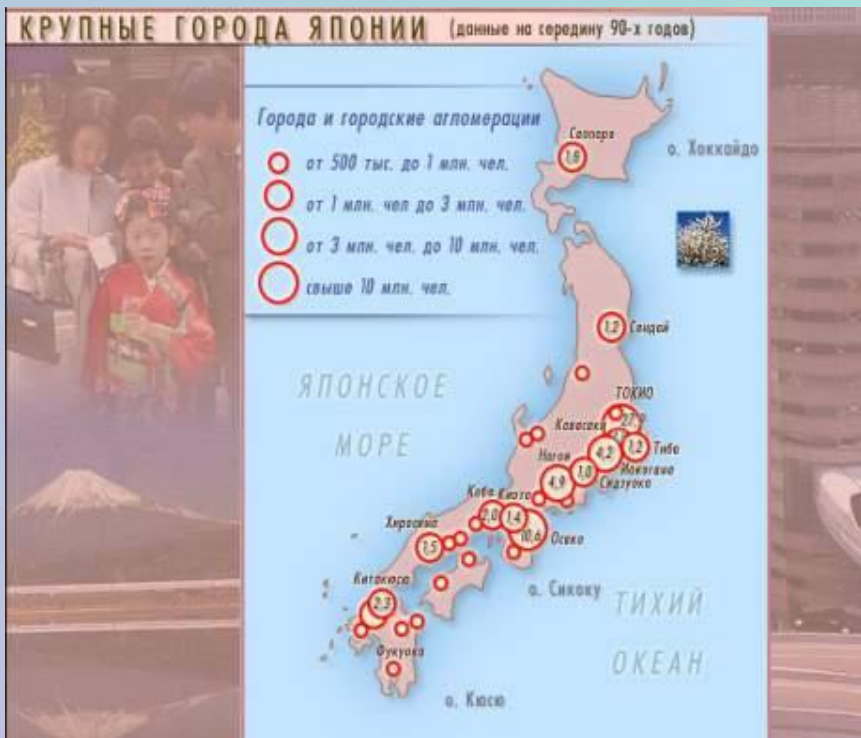 КРУПНЫЕ ГОРОДА ЯПОНИИ (данные на середину 90-х годов)
Города и городские агломерации
от 500 тыс. до 1 млн. чел.
от 1 млн. чел до 3 млн. чел.
от 3 млн. чел. до 10 млн. чел.
свыше 10 млн. чел.
Саппоро
1,8
о. Хоккайдо
1,2 Сендай
ЯПОНСКОЕ
МОРЕ
ТОКИО
27,9
Кавасаки
1,2 Тиба
4,2
Иокогама
Нагоя
4,9
1,0
Сидзуока
Кобе Киото
2,0 1,4
10,6 Осака
Хиросима
1,5
о. Сикоку
Китакюсю
2,3
ТИХИЙ
ОКЕАН
Фукуока
о. Кюсю